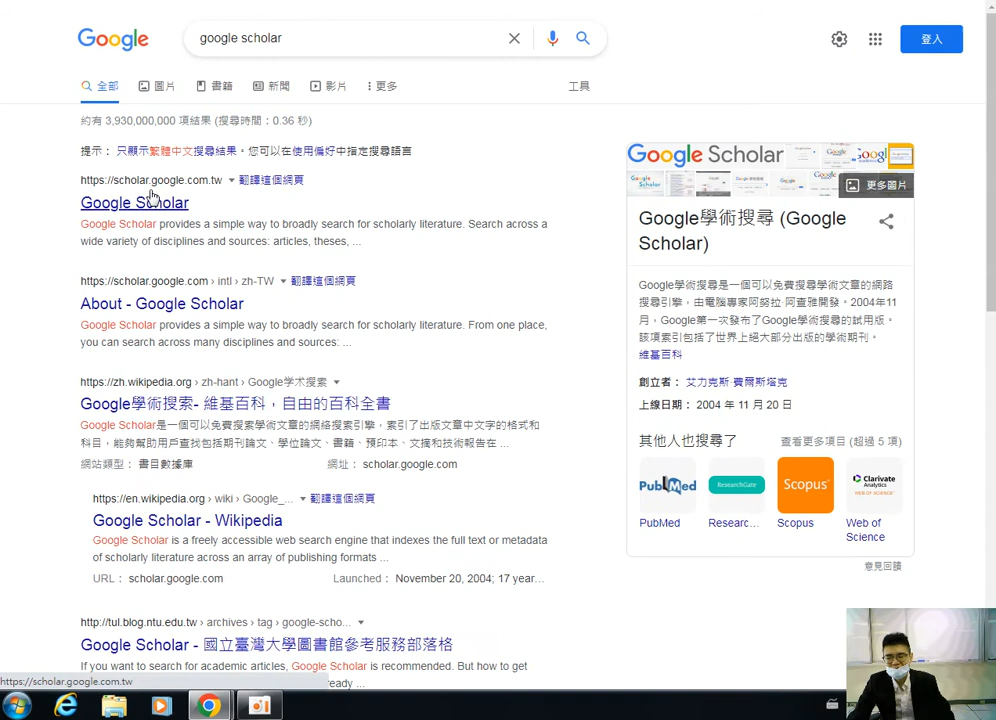 Google
google scholar
登入
全部
圖片
書籍
新聞
影片
更多
工具
約有 3,930,000,000 項結果 (搜尋時間：0.36 秒)
提示： 只顯示繁體中文搜尋結果。您可以在使用偏好中指定搜尋語言
https://scholar.google.com.tw 翻譯這個網頁
Google Scholar
Google Scholar provides a simple way to broadly search for scholarly literature. Search across a
wide variety of disciplines and sources: articles, theses, ...
https://scholar.google.com › intl › zh-TW 翻譯這個網頁
About - Google Scholar
Google Scholar provides a simple way to broadly search for scholarly literature. From one place,
you can search across many disciplines and sources: ...
https://zh.wikipedia.org › zh-hant › Google学术搜索
Google學術搜索- 維基百科，自由的百科全書
Google Scholar是一個可以免費搜索學術文章的網絡搜索引擎，索引了出版文章中文字的格式和
科目，能夠幫助用戶查找包括期刊論文、學位論文、書籍、預印本、文摘和技術報告在 ...
網站類型： 書目數據庫
網址： scholar.google.com
https://en.wikipedia.org › wiki › Google_... 翻譯這個網頁
Google Scholar - Wikipedia
Google Scholar is a freely accessible web search engine that indexes the full text or metadata
of scholarly literature across an array of publishing formats ...
URL： scholar.google.com
Launched： November 20, 2004; 17 year...
http://tul.blog.ntu.edu.tw › archives › tag › google-scho...
Google Scholar - 國立臺灣大學圖書館參考服務部落格
If you want to search for academic articles, Google Scholar is recommended. But how to get
ready ...
https://scholar.google.com.tw
Google Scholar
更多圖片
Google學術搜尋 (Google
Scholar)
Google學術搜尋是一個可以免費搜尋學術文章的網路
搜尋引擎，由電腦專家阿努拉·阿查雅開發。2004年11
月，Google第一次發布了Google學術搜尋的試用版。
該項索引包括了世界上絕大部分出版的學術期刊。
維基百科
創立者： 艾力克斯·費爾斯塔克
上線日期： 2004 年 11 月 20 日
其他人也搜尋了
查看更多項目 (超過 5 項)
PubMed
ResearchGate
Scopus
Clarivate
Analytics
WEB OF SCIENCE
PubMed
Researc...
Scopus
Web of
Science
意見回饋